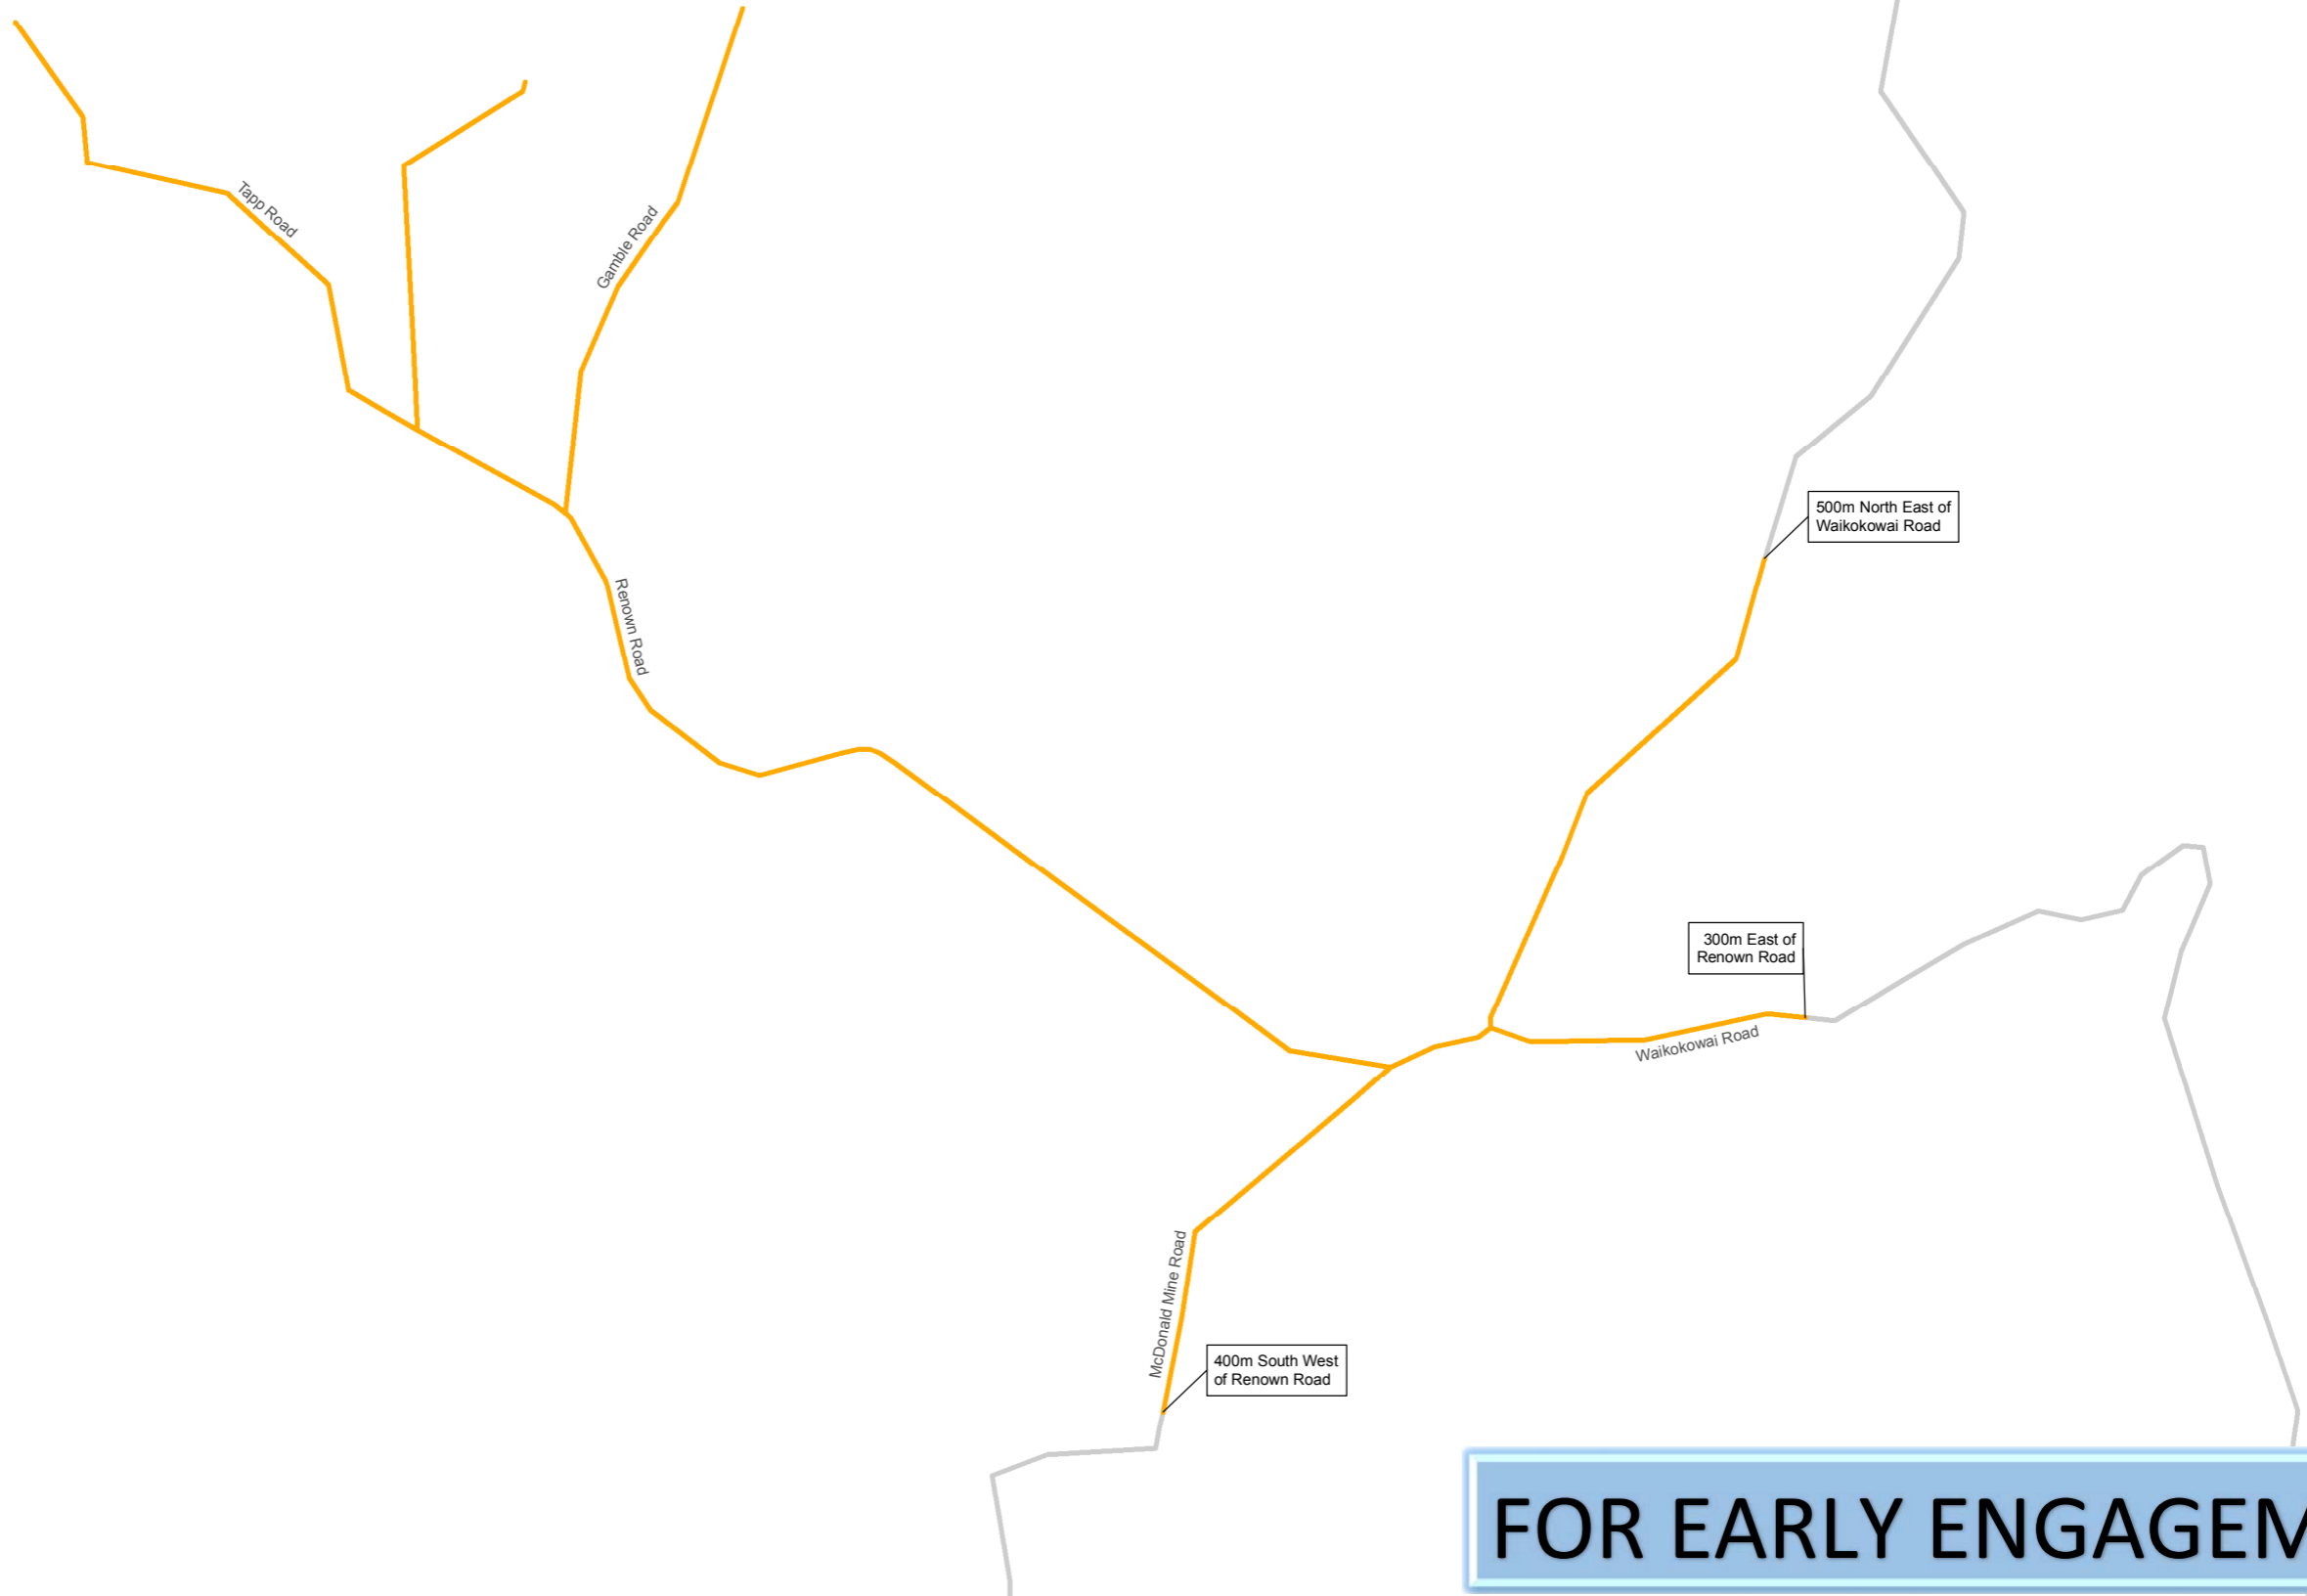 Tapp Road
Gamble Road
500m North East of
Waikokowai Road
Renown Road
300m East of
Renown Road
Waikokowai Road
McDonald Mine Road
400m South West
of Renown Road
FOR EARLY ENGAGEM